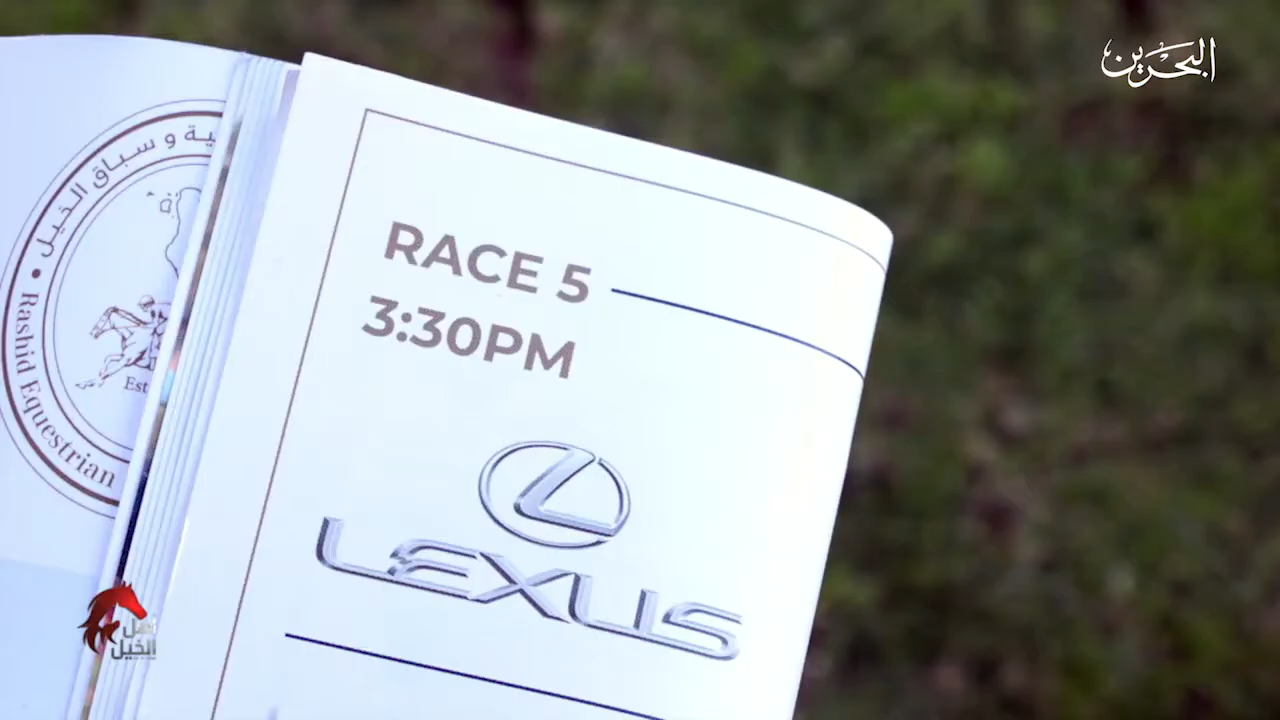 البحرين
ية و سباق الخيل
Rashid Equestrian
Est
RACE 5
3:30PM
LEXUS
أهل
الخيل